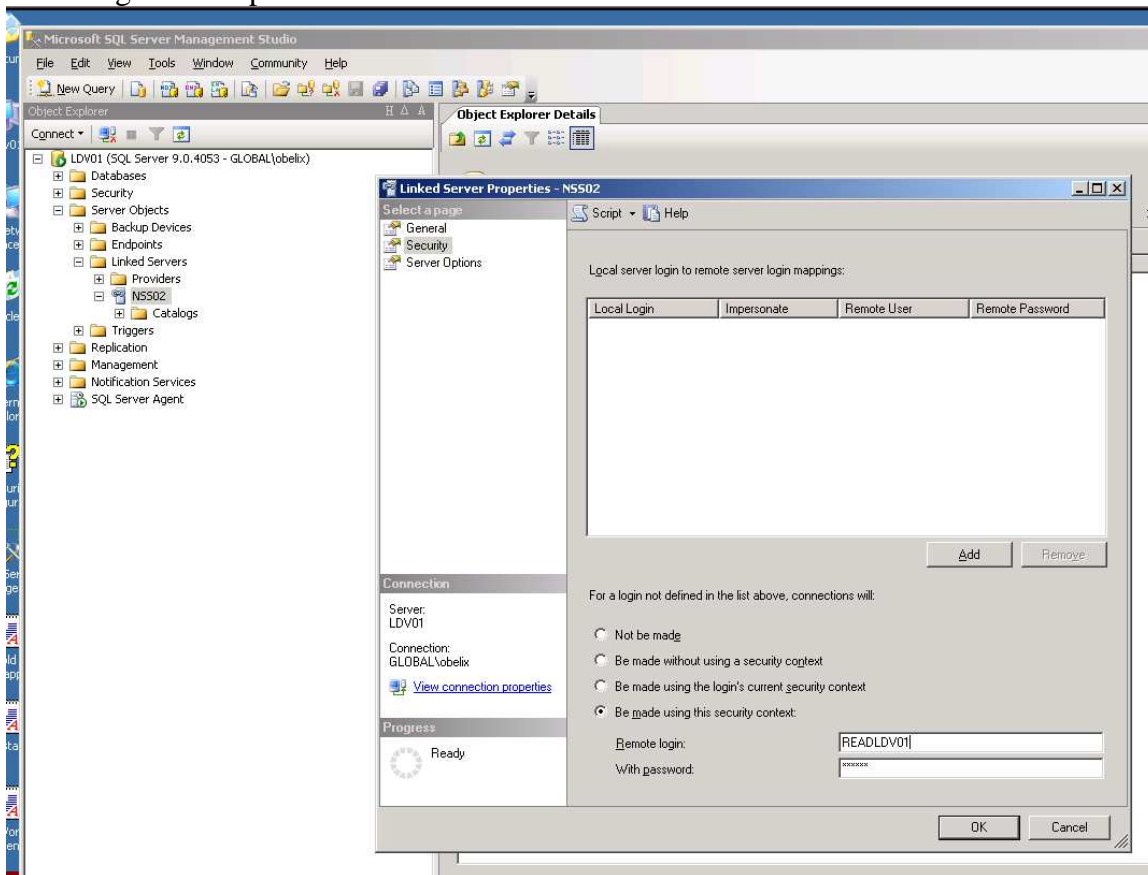 Microsoft SQL Server Management Studio
File Edit View Tools Window Community Help
New Query
Object Explorer
Object Explorer Details
Connect
LDV01 (SQL Server 9.0.4053 - GLOBAL\obelix)
Databases
Security
Server Objects
Backup Devices
Endpoints
Linked Servers
Providers
NSS02
Catalogs
Triggers
Replication
Management
Notification Services
SQL Server Agent
Linked Server Properties - NSS02
Select a page
General
Security
Server Options
Script Help
Local server login to remote server login mappings:
Local Login Impersonate Remote User Remote Password
Add Remove
Connection
Server:
LDV01
Connection:
GLOBAL\obelix
View connection properties
Progress
Ready
For a login not defined in the list above, connections will:
Not be made
Be made without using a security context
Be made using the login's current security context
Be made using this security context:
Remote login: READLDV01
With password: ××××××
OK Cancel